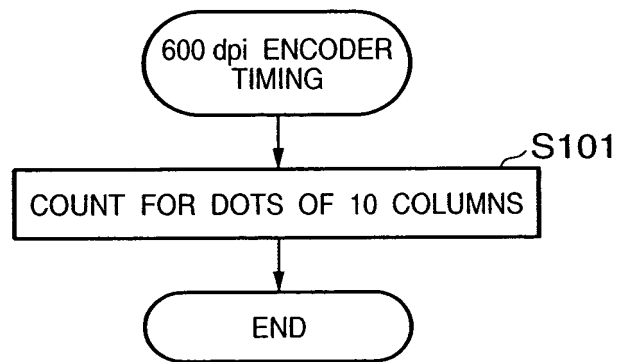 600 dpi ENCODER
TIMING
S101
COUNT FOR DOTS OF 10 COLUMNS
END